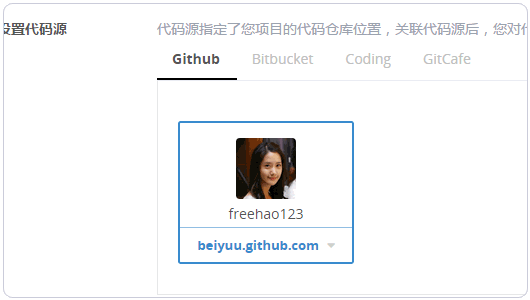 设置代码源
代码源指定了您项目的代码仓库位置，关联代码源后，您对
Github Bitbucket Coding GitCafe
freehao123
beiyuu.github.com